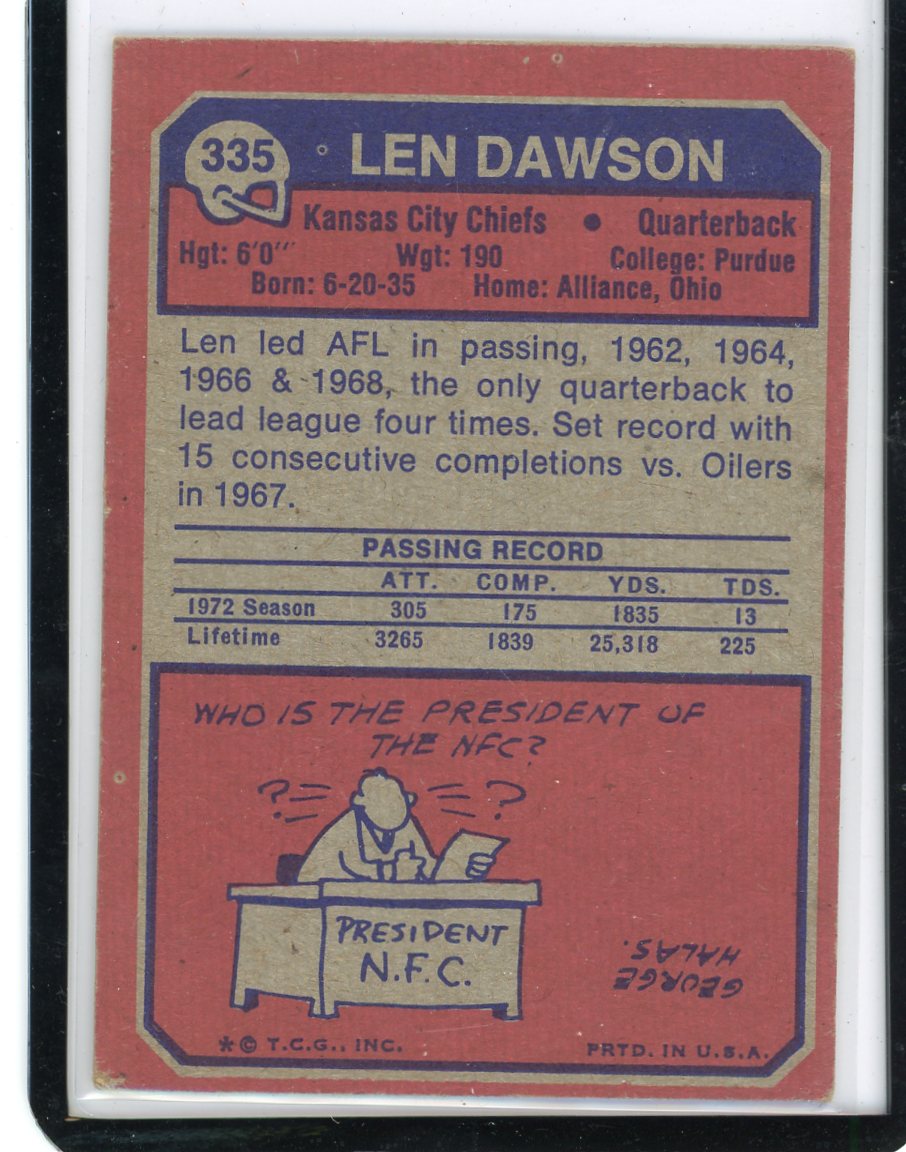 335 LEN DAWSON
Kansas City Chiefs • Quarterback
Hgt: 6'0''' Wgt: 190 College: Purdue
Born: 6-20-35 Home: Alliance, Ohio
Len led AFL in passing, 1962, 1964,
1966 & 1968, the only quarterback to
lead league four times. Set record with
15 consecutive completions vs. Oilers
in 1967.
PASSING RECORD
ATT. COMP. YDS. TDS.
1972 Season 305 175 1835 13
Lifetime 3265 1839 25,318 225
WHO IS THE PRESIDENT OF
THE NFC?
? ?
PRESIDENT
N.F.C.
GEORGE
HALAS.
*© T.C.G., INC. PRTD. IN U.S.A.